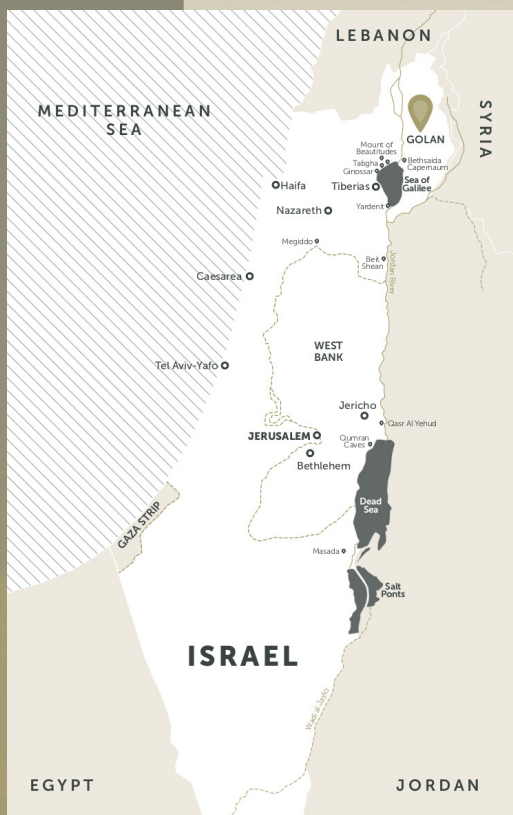 LEBANON
MEDITERRANEAN
SEA
SYRIA
GOLAN
Mount of
Beautitudes
Tabgha
Ginossar
Bethsaida
Capernaum
Sea of
Galilee
Haifa
Tiberias
Nazareth
Yardenit
Megiddo
Beit
Shean
Jordan River
Caesarea
WEST
BANK
Tel Aviv-Yafo
Jericho
Qasr Al Yehud
JERUSALEM
Qumran
Caves
Bethlehem
Dead
Sea
GAZA STRIP
Masada
Salt
Ponts
ISRAEL
Wadi al Jayfo
EGYPT
JORDAN